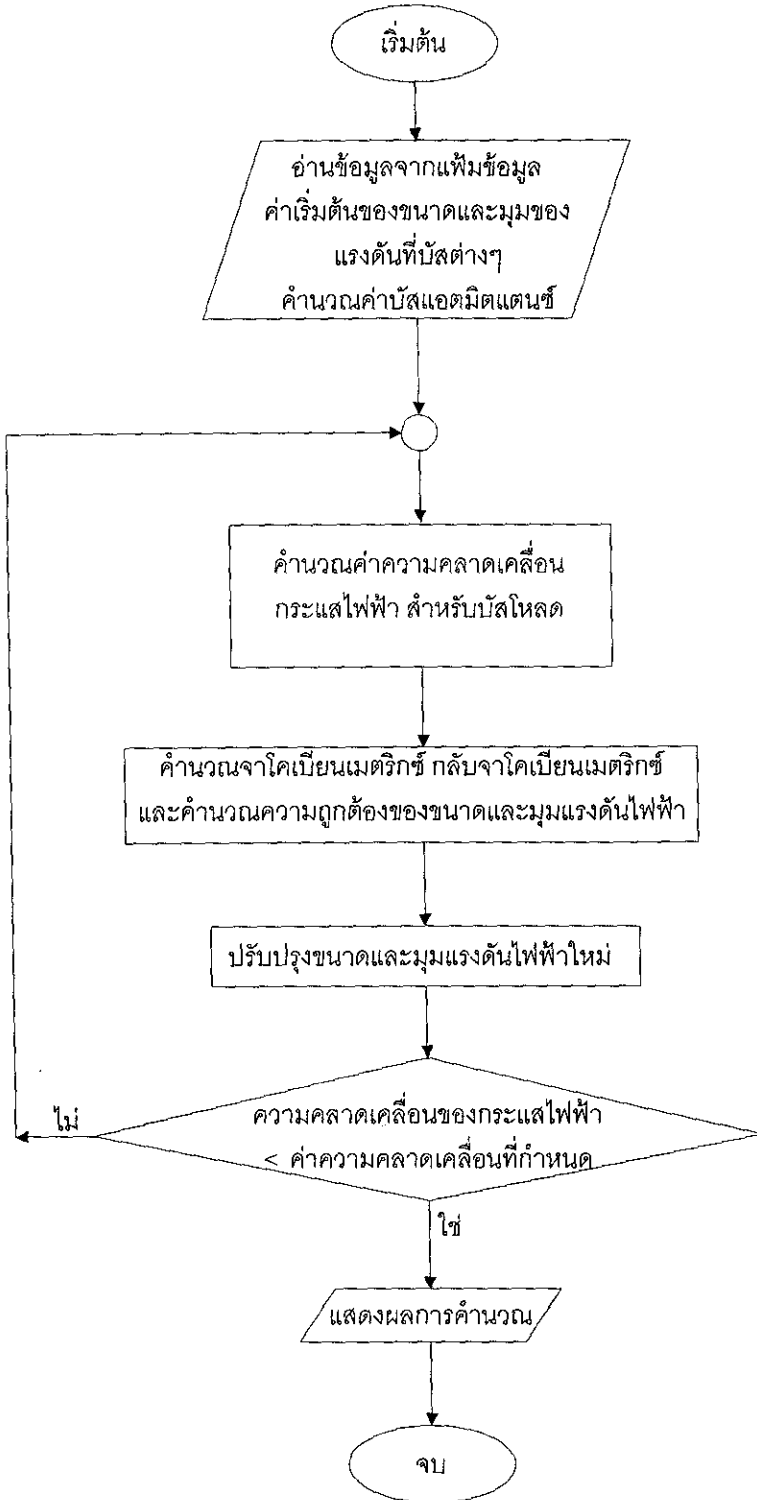 เริ่มต้น
อ่านข้อมูลจากแฟ้มข้อมูล
ค่าเริ่มต้นของขนาดและมุมของ
แรงดันที่บัสต่างๆ
คำนวณค่าบัสแอตมิตแตนซ์
คำนวณค่าความคลาดเคลื่อน
กระแสไฟฟ้า สำหรับบัสโหลด
คำนวณจาโคเบียนเมตริกซ์ กลับจาโคเบียนเมตริกซ์
และคำนวณความถูกต้องของขนาดและมุมแรงดันไฟฟ้า
ปรับปรุงขนาดและมุมแรงดันไฟฟ้าใหม่
ไม่
ความคลาดเคลื่อนของกระแสไฟฟ้า
< ค่าความคลาดเคลื่อนที่กำหนด
ใช่
แสดงผลการคำนวณ
จบ